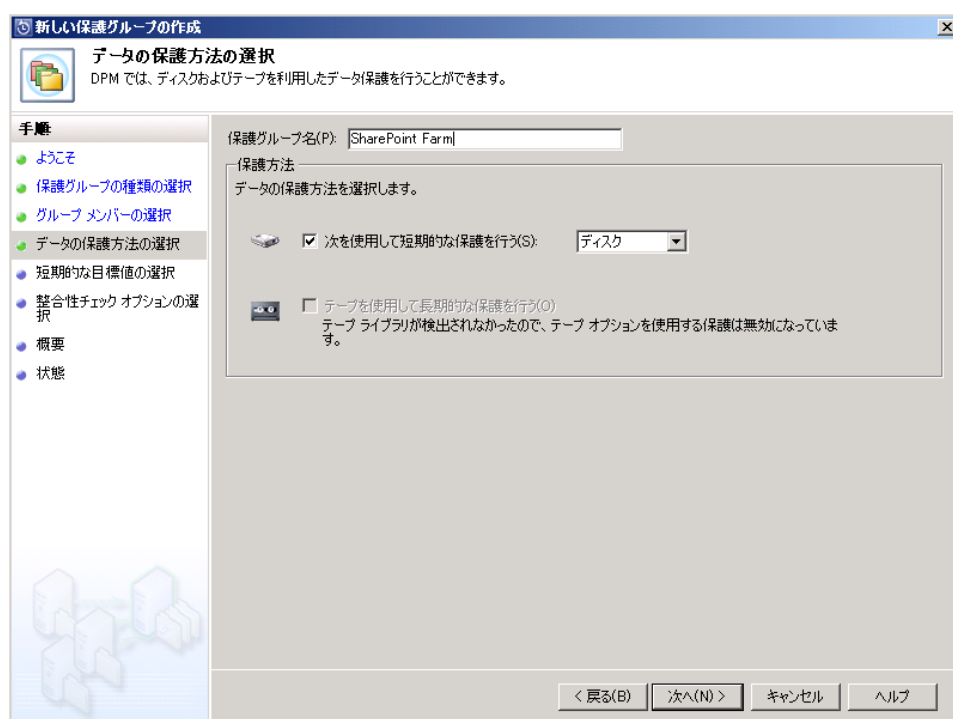 新しい保護グループの作成
データの保護方法の選択
DPM では、ディスクおよびテープを利用したデータ保護を行うことができます。
手順
ようこそ
保護グループの種類の選択
グループ メンバーの選択
データの保護方法の選択
短期的な目標値の選択
整合性チェック オプションの選
択
概要
状態
保護グループ名(P): SharePoint Farm
保護方法
データの保護方法を選択します。
次を使用して短期的な保護を行う(S): ディスク
テープを使用して長期的な保護を行う(O)
テープ ライブラリが検出されなかったので、テープ オプションを使用する保護は無効になっていま
す。
< 戻る(B) 次へ(N) > キャンセル ヘルプ